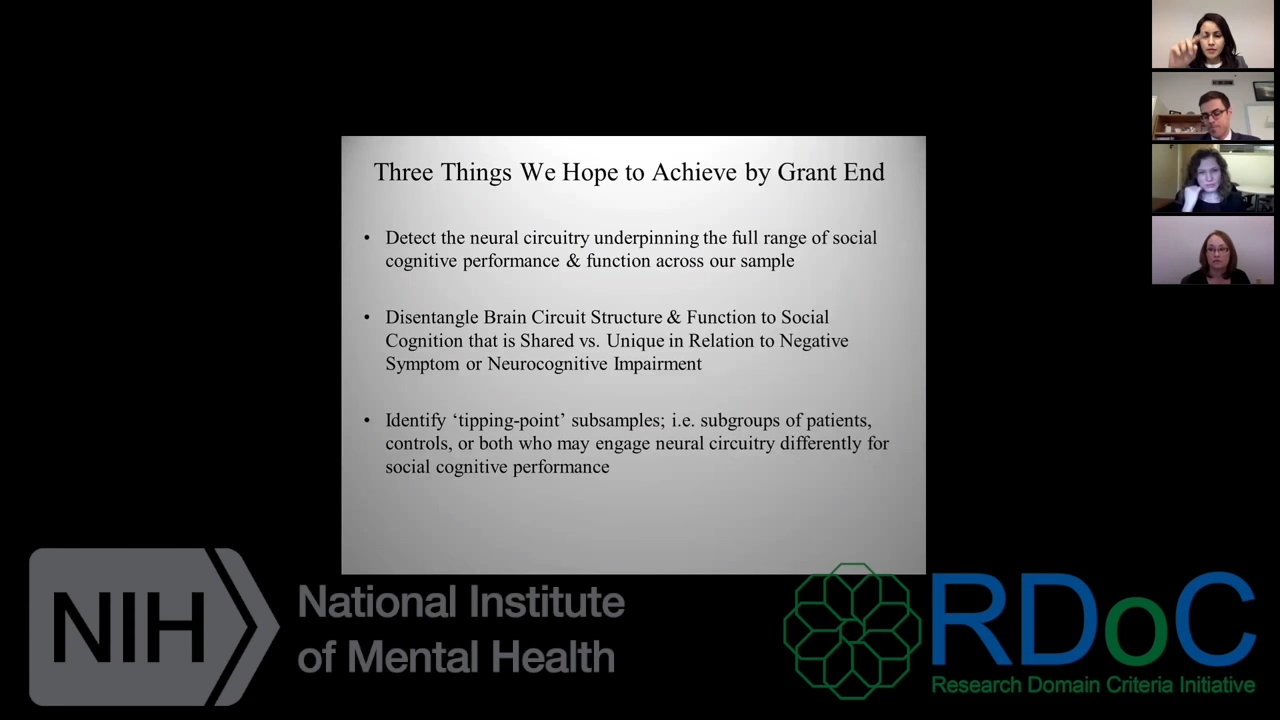 Three Things We Hope to Achieve by Grant End
• Detect the neural circuitry underpinning the full range of social
cognitive performance & function across our sample
• Disentangle Brain Circuit Structure & Function to Social
Cognition that is Shared vs. Unique in Relation to Negative
Symptom or Neurocognitive Impairment
• Identify ‘tipping-point’ subsamples; i.e. subgroups of patients,
controls, or both who may engage neural circuitry differently for
social cognitive performance
NIH
National Institute
of Mental Health
RDoC
Research Domain Criteria Initiative